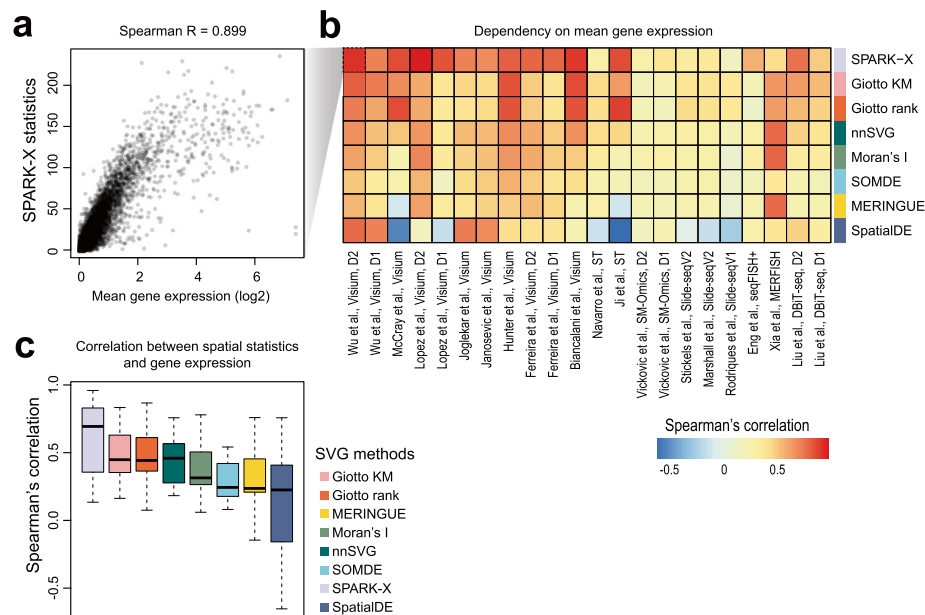 a
Spearman R = 0.899
SPARK-X statistics
200
150
100
50
0
0
2
4
6
Mean gene expression (log2)
b
Dependency on mean gene expression
SPARK−X
Giotto KM
Giotto rank
nnSVG
Moran's I
SOMDE
MERINGUE
SpatialDE
Wu et al., Visium, D2
Wu et al., Visium, D1
McCray et al., Visium
Lopez et al., Visium, D2
Lopez et al., Visium, D1
Joglekar et al., Visium
Janosevic et al., Visium
Hunter et al., Visium
Ferreira et al., Visium, D2
Ferreira et al., Visium, D1
Biancalani et al., Visium
Navarro et al., ST
Ji et al., ST
Vickovic et al., SM-Omics, D2
Vickovic et al., SM-Omics, D1
Stickels et al., Slide-seqV2
Marshall et al., Slide-seqV2
Rodriques et al., Slide-seqV1
Eng et al., seqFISH+
Xia et al., MERFISH
Liu et al., DBiT-seq, D2
Liu et al., DBiT-seq, D1
Spearman's correlation
-0.5
0
0.5
c
Correlation between spatial statistics
and gene expression
Spearman's correlation
1.0
0.5
0.0
-0.5
SVG methods
Giotto KM
Giotto rank
MERINGUE
Moran's I
nnSVG
SOMDE
SPARK-X
SpatialDE